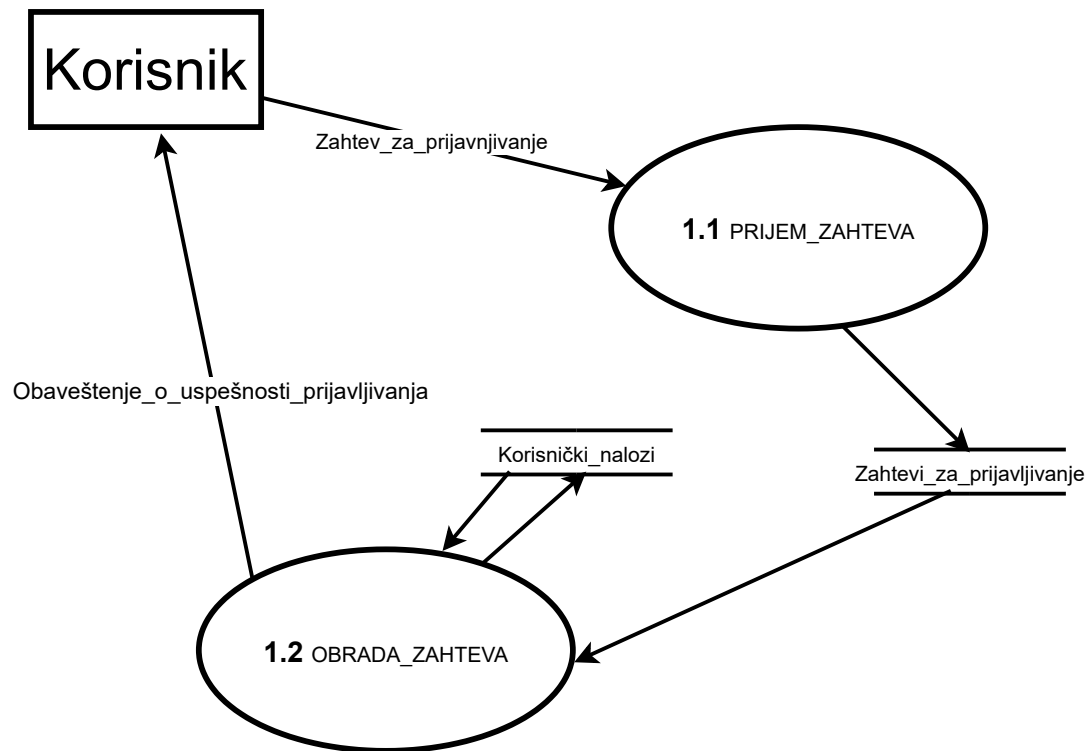 Korisnik
Zahtev_za_prijavnjivanje
1.1 PRIJEM_ZAHTEVA
Obaveštenje_o_uspešnosti_prijavljivanja
Korisnički_nalozi
Zahtevi_za_prijavljivanje
1.2 OBRADA_ZAHTEVA